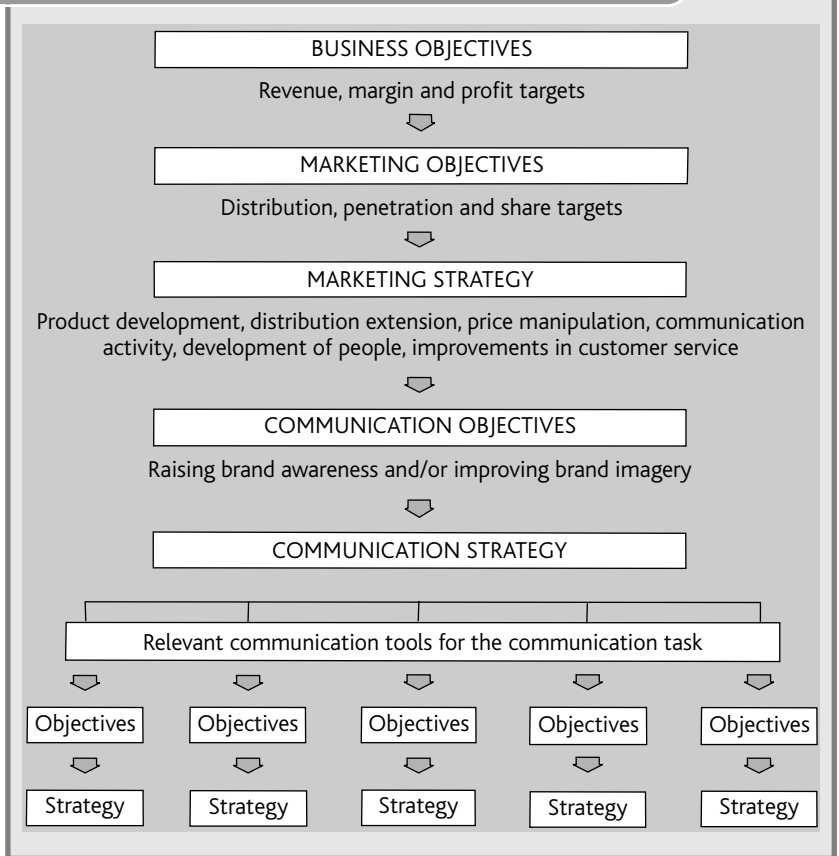 BUSINESS OBJECTIVES
Revenue, margin and profit targets
MARKETING OBJECTIVES
Distribution, penetration and share targets
MARKETING STRATEGY
Product development, distribution extension, price manipulation, communication
activity, development of people, improvements in customer service
COMMUNICATION OBJECTIVES
Raising brand awareness and/or improving brand imagery
COMMUNICATION STRATEGY
Relevant communication tools for the communication task
Objectives Objectives Objectives Objectives Objectives
Strategy Strategy Strategy Strategy Strategy